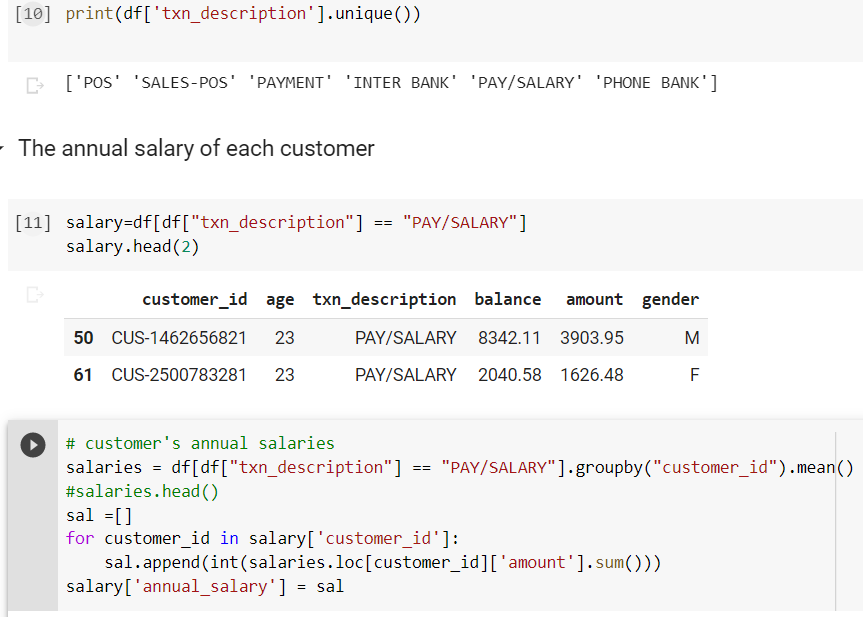 [10] print(df['txn_description'].unique())
['POS' 'SALES-POS' 'PAYMENT' 'INTER BANK' 'PAY/SALARY' 'PHONE BANK']
The annual salary of each customer
[11] salary=df[df["txn_description"] == "PAY/SALARY"]
salary.head(2)
customer_id age txn_description balance amount gender
50 CUS-1462656821 23 PAY/SALARY 8342.11 3903.95 M
61 CUS-2500783281 23 PAY/SALARY 2040.58 1626.48 F
# customer's annual salaries
salaries = df[df["txn_description"] == "PAY/SALARY"].groupby("customer_id").mean()
#salaries.head()
sal =[]
for customer_id in salary['customer_id']:
    sal.append(int(salaries.loc[customer_id]['amount'].sum()))
salary['annual_salary'] = sal